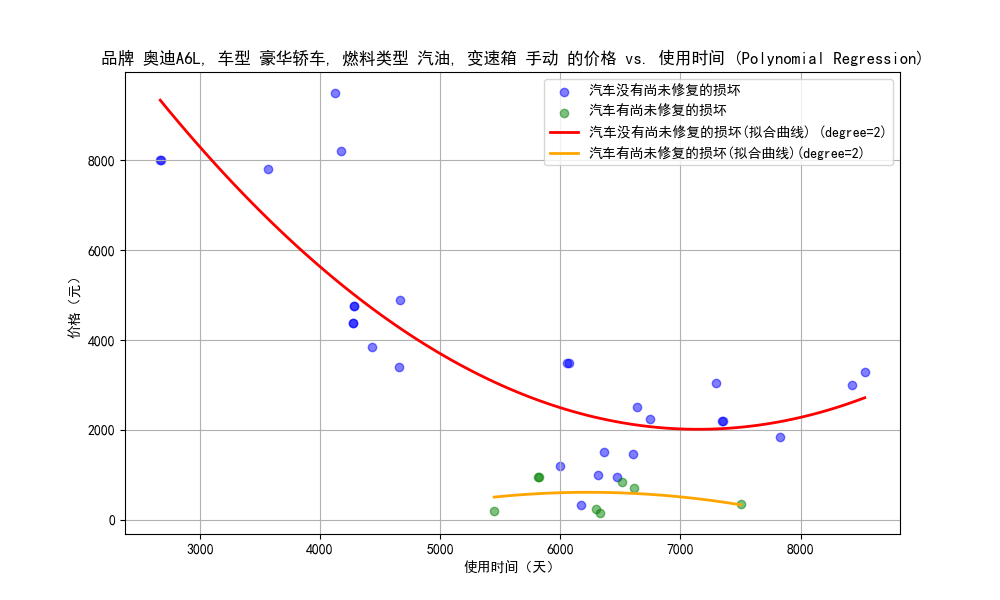 品牌 奥迪A6L, 车型 豪华轿车, 燃料类型 汽油, 变速箱 手动 的价格 vs. 使用时间 (Polynomial Regression)
汽车没有尚未修复的损坏
汽车有尚未修复的损坏
汽车没有尚未修复的损坏(拟合曲线) (degree=2)
汽车有尚未修复的损坏(拟合曲线)(degree=2)
价格（元）
8000
6000
4000
2000
0
3000 4000 5000 6000 7000 8000
使用时间（天）